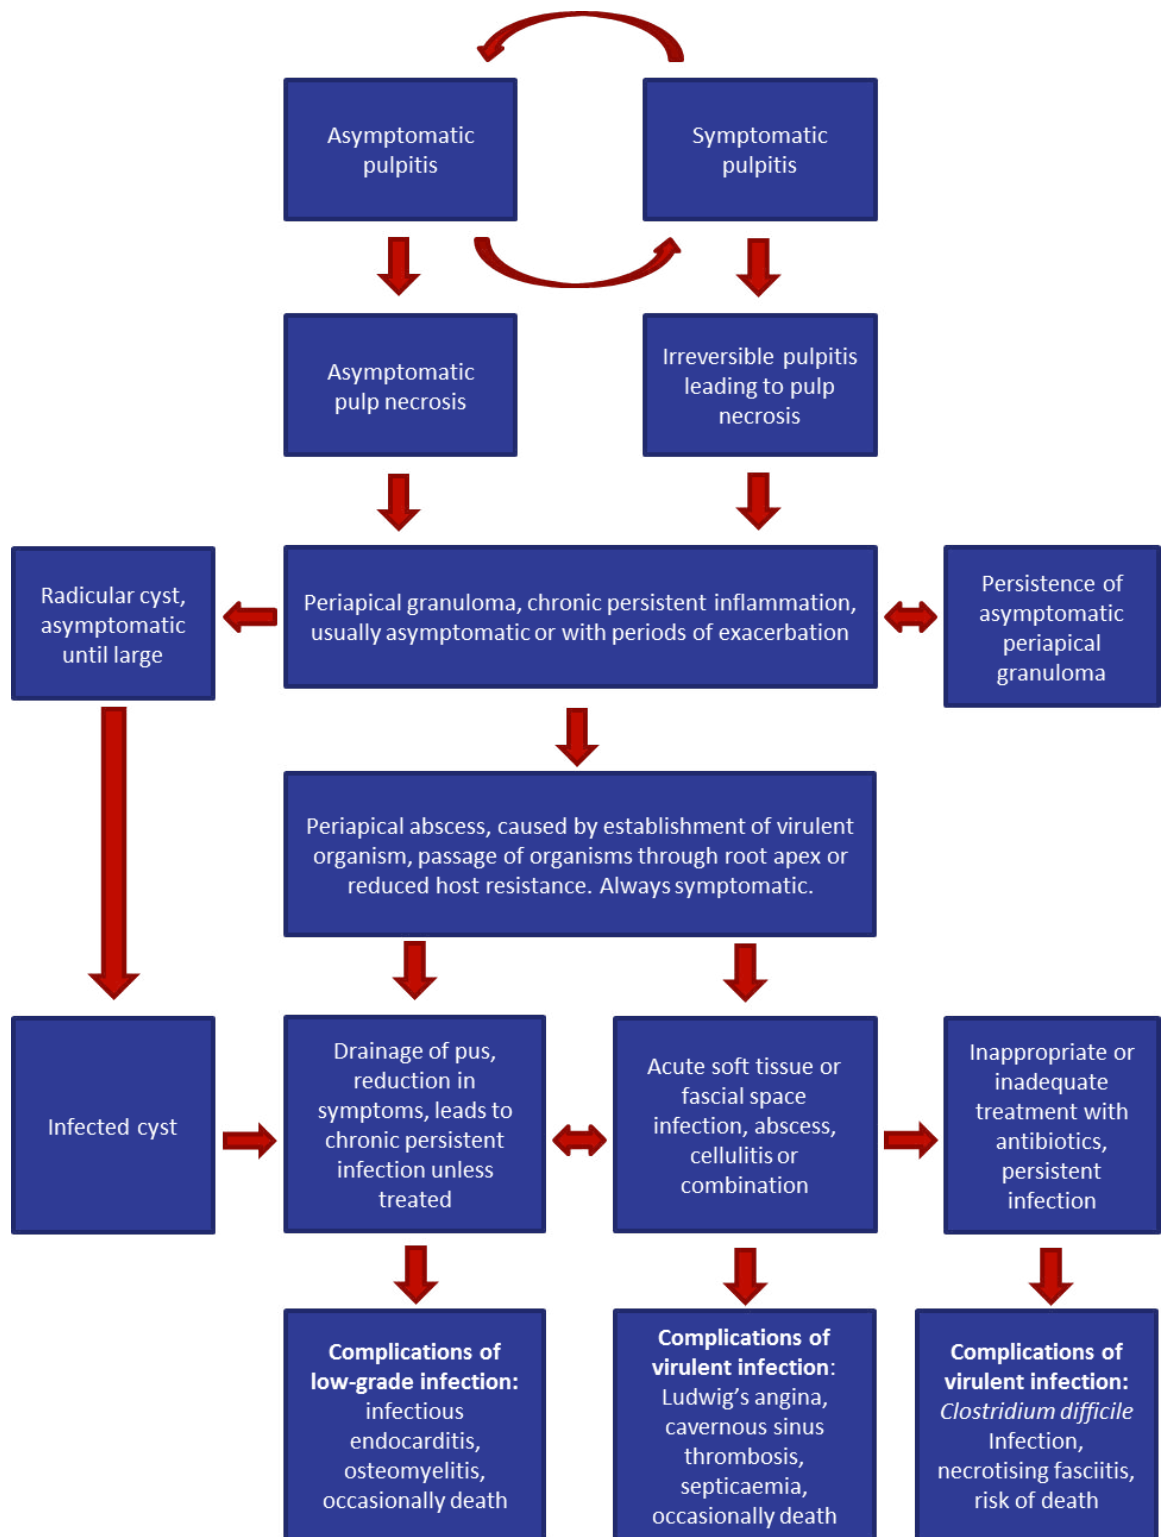 Asymptomatic
pulpitis
Symptomatic
pulpitis
Asymptomatic
pulp necrosis
Irreversible pulpitis
leading to pulp
necrosis
Radicular cyst,
asymptomatic
until large
Periapical granuloma, chronic persistent inflammation,
usually asymptomatic or with periods of exacerbation
Persistence of
asymptomatic
periapical
granuloma
Periapical abscess, caused by establishment of virulent
organism, passage of organisms through root apex or
reduced host resistance. Always symptomatic.
Infected cyst
Drainage of pus,
reduction in
symptoms, leads to
chronic persistent
infection unless
treated
Acute soft tissue or
fascial space
infection, abscess,
cellulitis or
combination
Inappropriate or
inadequate
treatment with
antibiotics,
persistent
infection
Complications of
low-grade infection:
infectious
endocarditis,
osteomyelitis,
occasionally death
Complications of
virulent infection:
Ludwig’s angina,
cavernous sinus
thrombosis,
septicaemia,
occasionally death
Complications of
virulent infection:
Clostridium difficile
Infection,
necrotising fasciitis,
risk of death